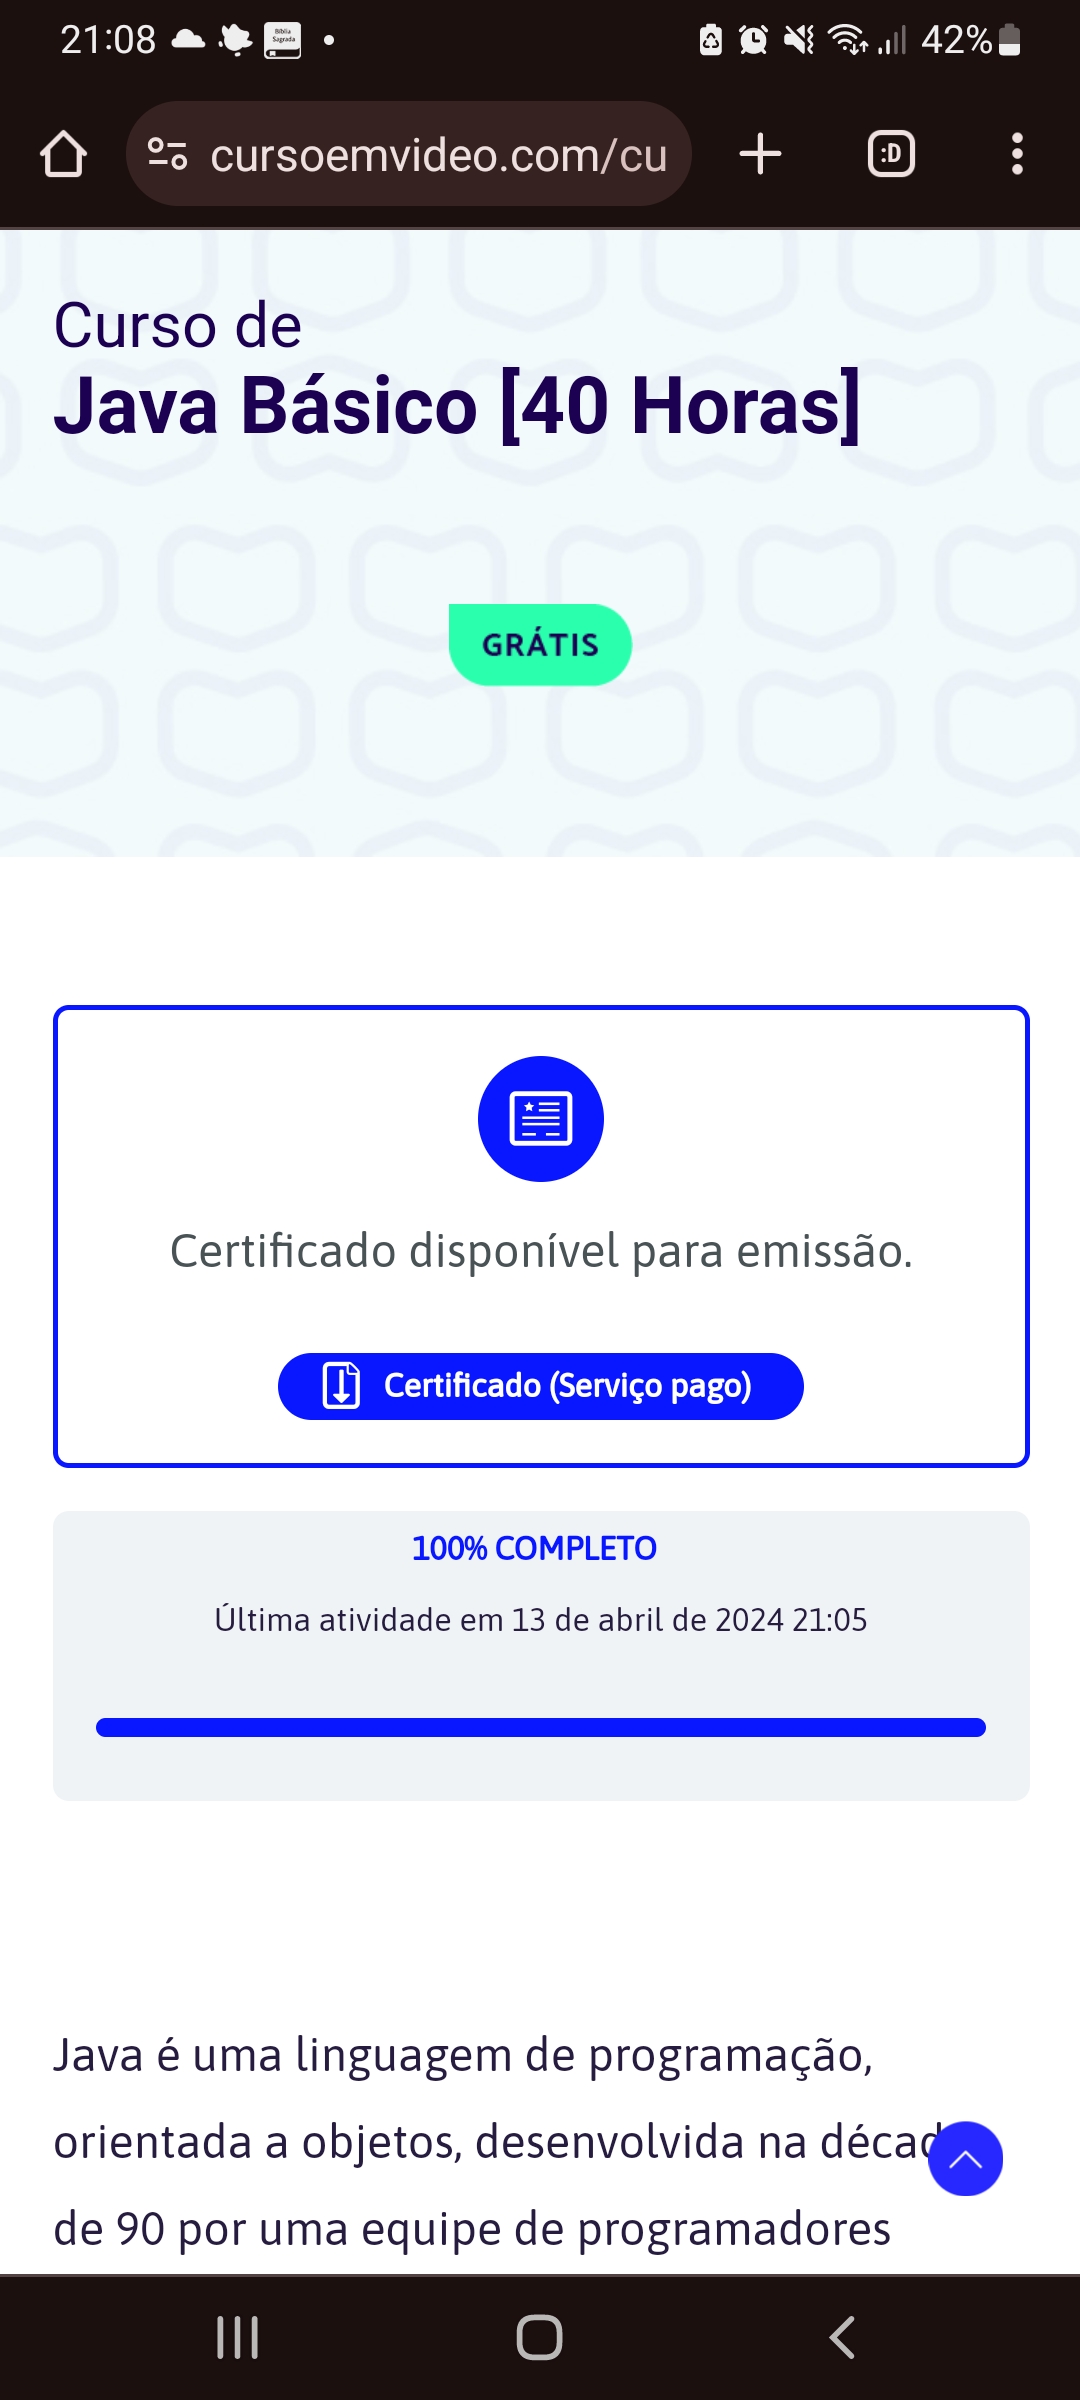 21:08
Bíblia
Sagrada
42%
cursoemvideo.com/cu
:D
Curso de
Java Básico [40 Horas]
GRÁTIS
Certificado disponível para emissão.
Certificado (Serviço pago)
100% COMPLETO
Última atividade em 13 de abril de 2024 21:05
Java é uma linguagem de programação,
orientada a objetos, desenvolvida na décad
de 90 por uma equipe de programadores